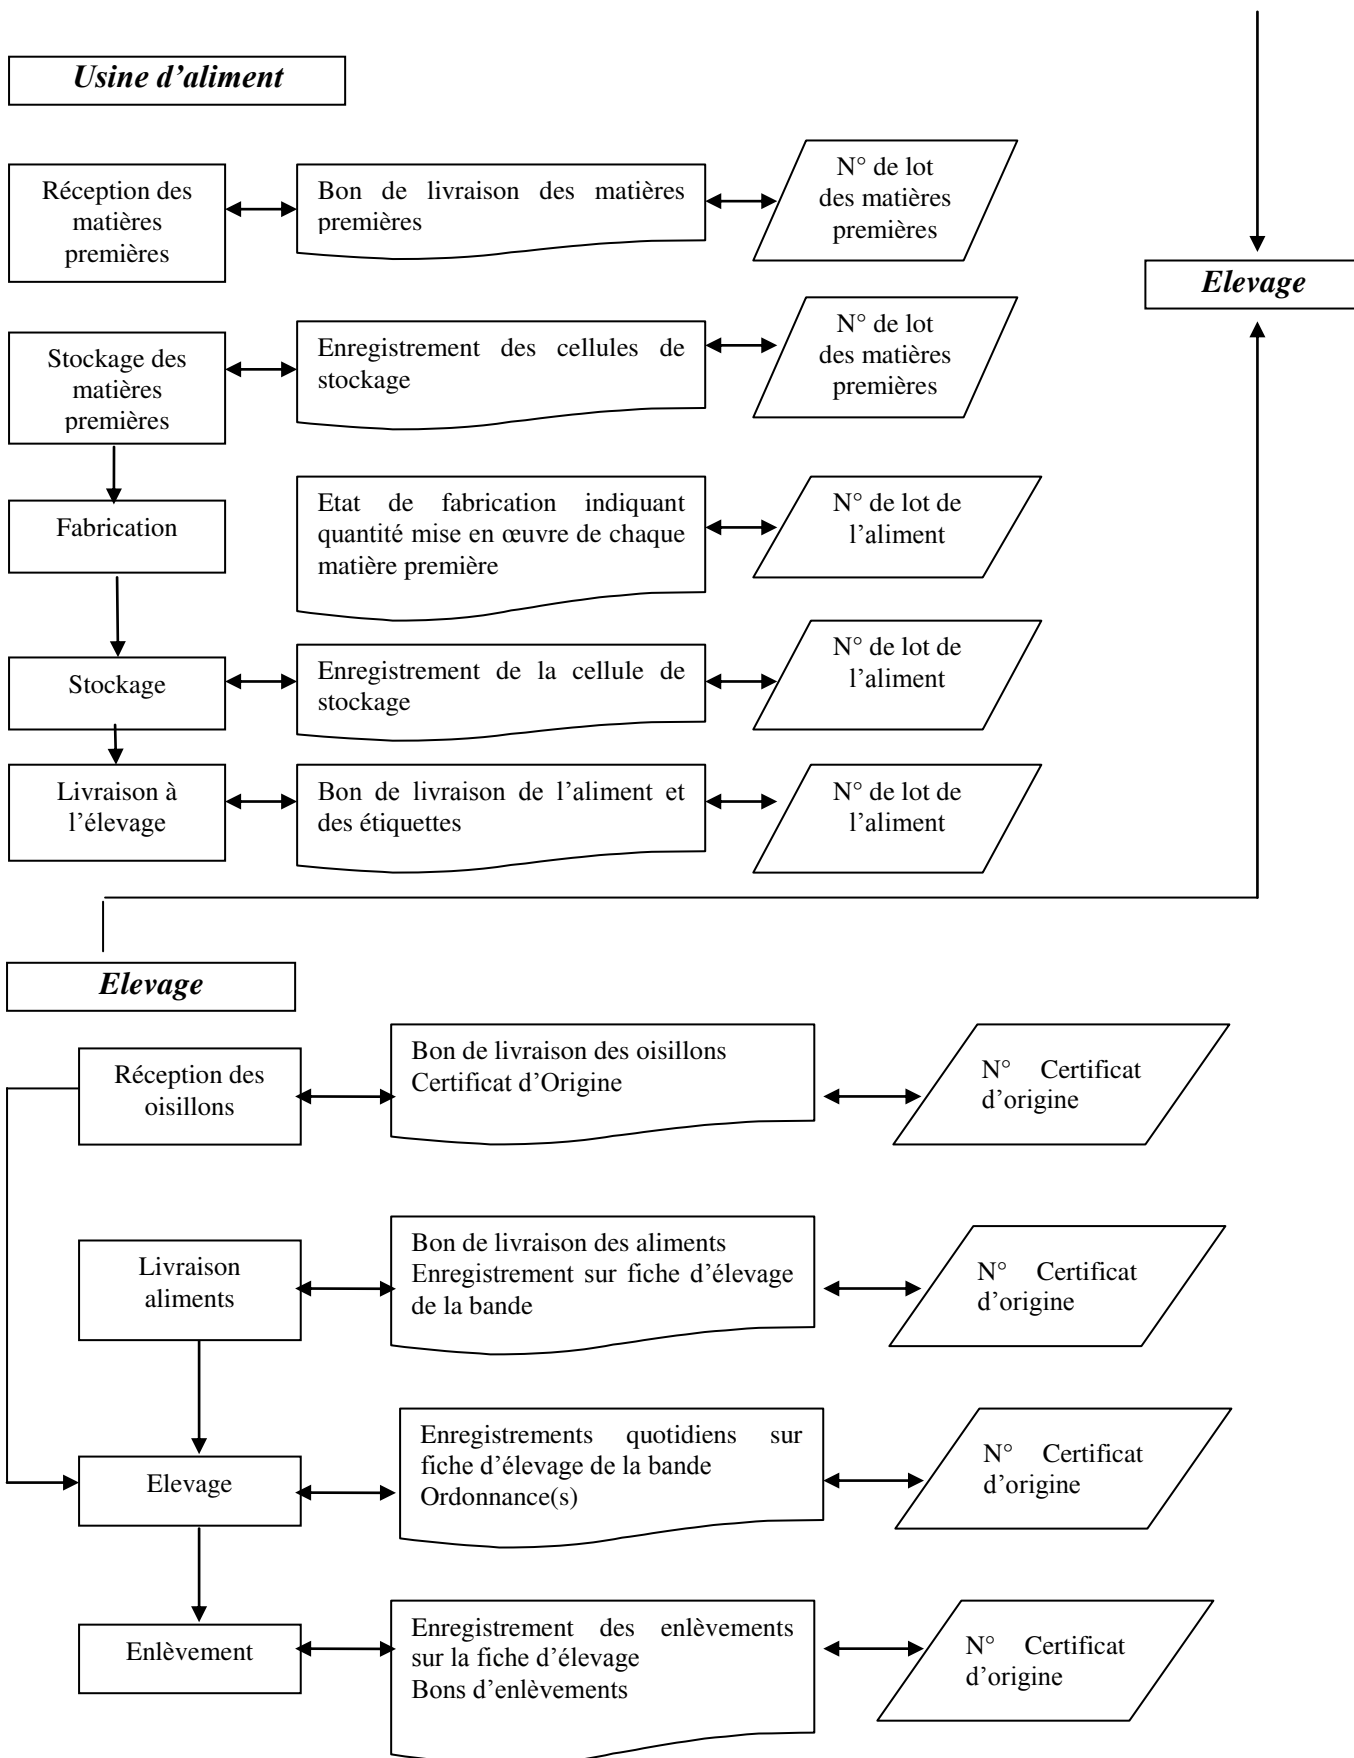 Usine d’aliment
Réception des
matières
premières
Bon de livraison des matières
premières
N° de lot
des matières
premières
Elevage
Stockage des
matières
premières
Enregistrement des cellules de
stockage
N° de lot
des matières
premières
Fabrication
Etat de fabrication indiquant
quantité mise en œuvre de chaque
matière première
N° de lot de
l’aliment
Stockage
Enregistrement de la cellule de
stockage
N° de lot de
l’aliment
Livraison à
l’élevage
Bon de livraison de l’aliment et
des étiquettes
N° de lot de
l’aliment
Elevage
Réception des
oisillons
Bon de livraison des oisillons
Certificat d’Origine
N° Certificat
d’origine
Livraison
aliments
Bon de livraison des aliments
Enregistrement sur fiche d’élevage
de la bande
N° Certificat
d’origine
Elevage
Enregistrements quotidiens sur
fiche d’élevage de la bande
Ordonnance(s)
N° Certificat
d’origine
Enlèvement
Enregistrement des enlèvements
sur la fiche d’élevage
Bons d’enlèvements
N° Certificat
d’origine